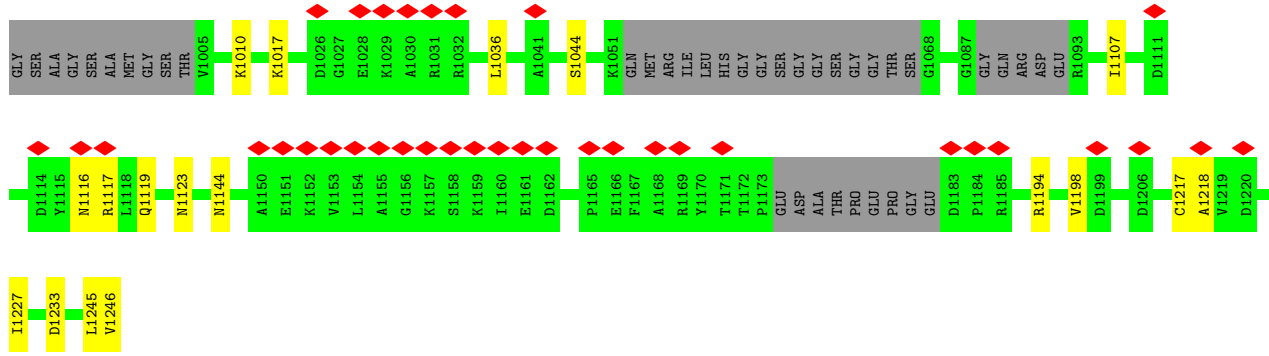 GLY SER ALA GLY SER ALA MET GLY SER THR V1005 K1010 K1017 D1026 G1027 E1028 K1029 A1030 R1031 R1032 L1036 A1041 S1044 K1051 GLN MET ARG ILE LEU HIS GLY GLY SER GLY GLY SER GLY GLY THR SER G1068 G1087 GLY GLN ARG ASP GLU R1093 I1107 D1111
D1114 Y1115 N1116 R1117 L1118 Q1119 N1123 N1144 A1150 E1151 K1152 V1153 L1154 A1155 G1156 K1157 S1158 K1159 I1160 E1161 D1162 P1165 E1166 F1167 A1168 R1169 Y1170 T1171 T1172 P1173 GLU ASP ALA THR PRO GLU PRO GLY GLU D1183 P1184 R1185 R1194 V1198 D1199 D1206 C1217 A1218 V1219 D1220
I1227 D1233 L1245 V1246